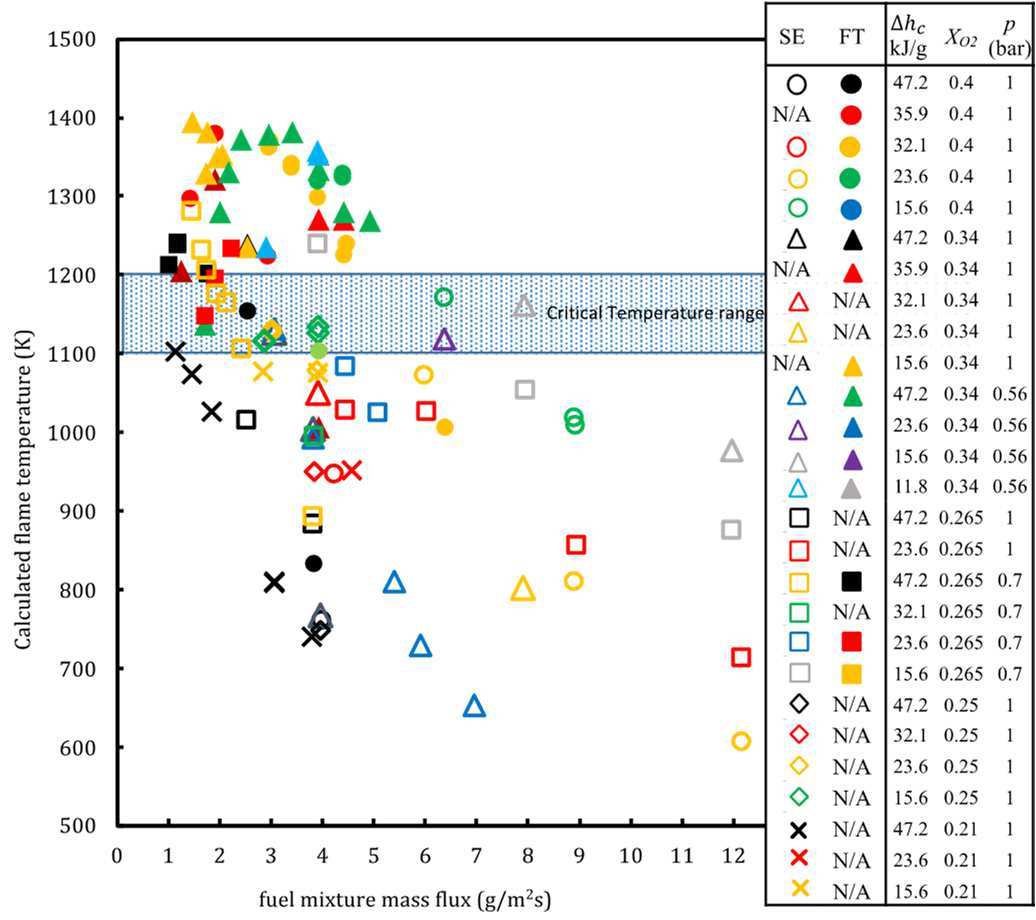 1500
1400
1300
1200
1100
1000
900
800
700
600
500
Calculated flame temperature (K)
0 1 2 3 4 5 6 7 8 9 10 11 12
fuel mixture mass flux (g/m²s)
Critical Temperature range
SE FT Δhc kJ/g XO2 p (bar)
47.2 0.4 1
N/A 35.9 0.4 1
32.1 0.4 1
23.6 0.4 1
15.6 0.4 1
47.2 0.34 1
N/A 35.9 0.34 1
N/A 32.1 0.34 1
N/A 23.6 0.34 1
N/A 15.6 0.34 1
47.2 0.34 0.56
23.6 0.34 0.56
15.6 0.34 0.56
11.8 0.34 0.56
N/A 47.2 0.265 1
N/A 23.6 0.265 1
47.2 0.265 0.7
N/A 32.1 0.265 0.7
23.6 0.265 0.7
15.6 0.265 0.7
N/A 47.2 0.25 1
N/A 32.1 0.25 1
N/A 23.6 0.25 1
N/A 15.6 0.25 1
N/A 47.2 0.21 1
N/A 23.6 0.21 1
N/A 15.6 0.21 1